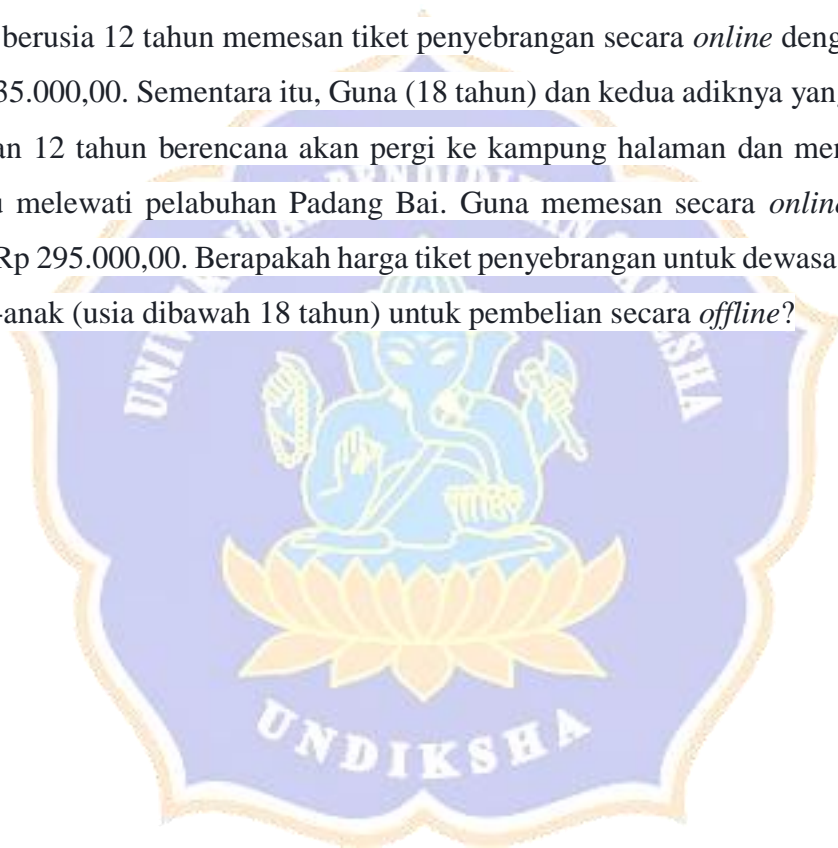 berusia 12 tahun memesan tiket penyebrangan secara online deng
35.000,00. Sementara itu, Guna (18 tahun) dan kedua adiknya yan
an 12 tahun berencana akan pergi ke kampung halaman dan mer
u melewati pelabuhan Padang Bai. Guna memesan secara online
Rp 295.000,00. Berapakah harga tiket penyebrangan untuk dewasa
-anak (usia dibawah 18 tahun) untuk pembelian secara offline?
UNDIKSHA